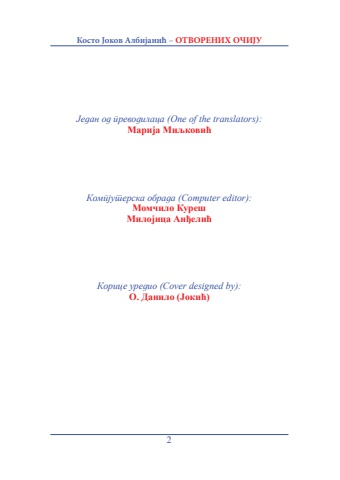 Косто Јоков Албијанић – ОТВОРЕНИХ ОЧИЈУ
Један од преводилаца (One of the translators):
Марија Миљковић
Компјутерска обрада (Computer editor):
Момчило Куреш
Милојица Анђелић
Корице уредио (Cover designed by):
О. Данило (Јокић)
2